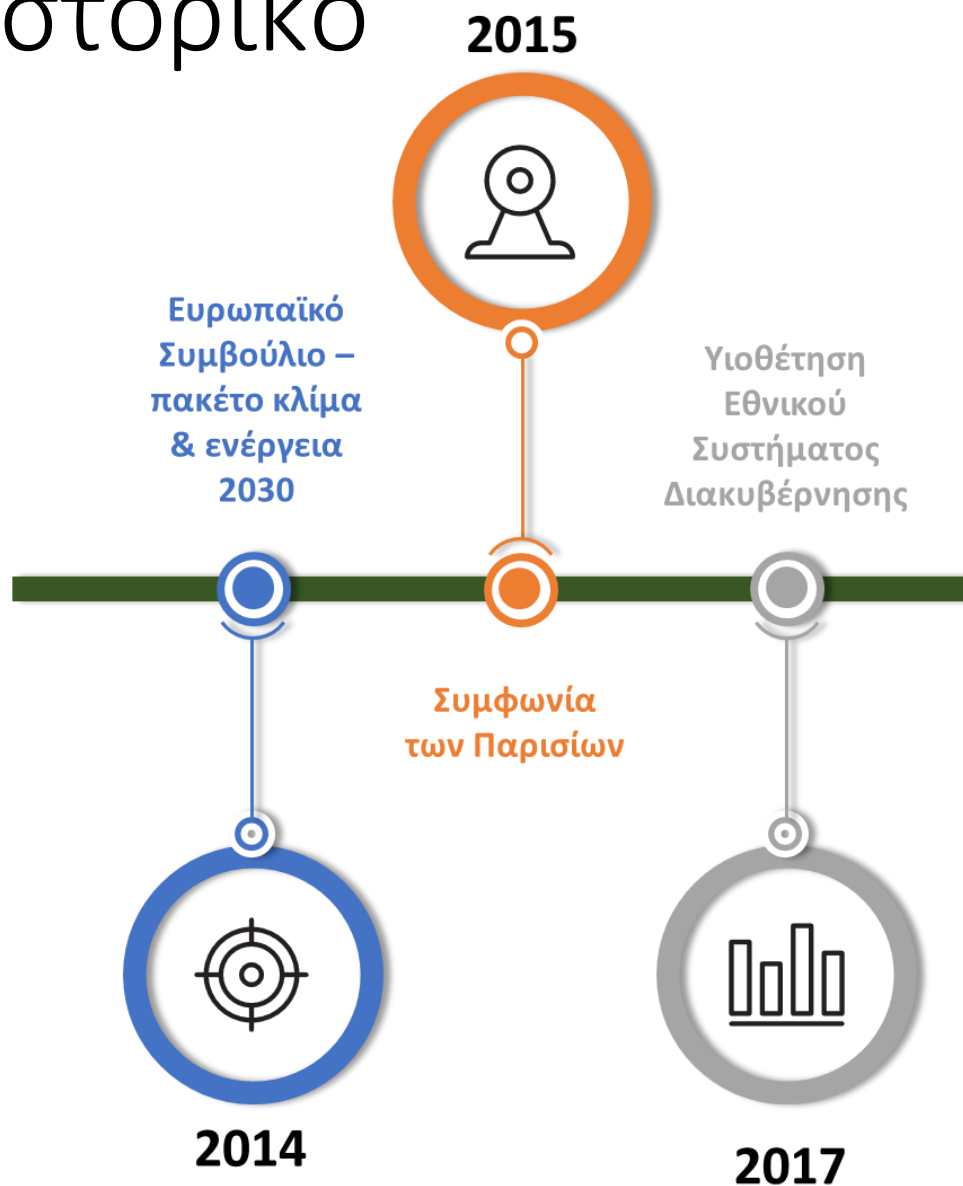 στορικό
2015
Ευρωπαϊκό
Συμβούλιο –
πακέτο κλίμα
& ενέργεια
2030
Υιοθέτηση
Εθνικού
Συστήματος
Διακυβέρνησης
Συμφωνία
των Παρισίων
2014
2017